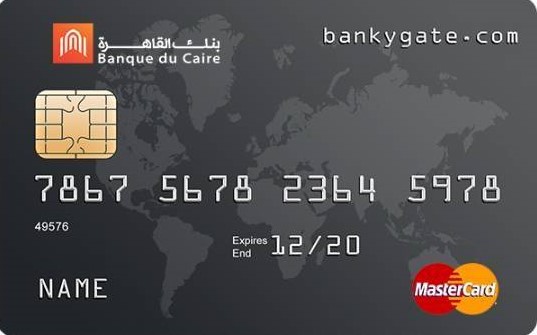 بنك القاهرة
Banque du Caire
bankygate.com
7867 5678 2364 5978
49576
Expires End 12/20
NAME
MasterCard